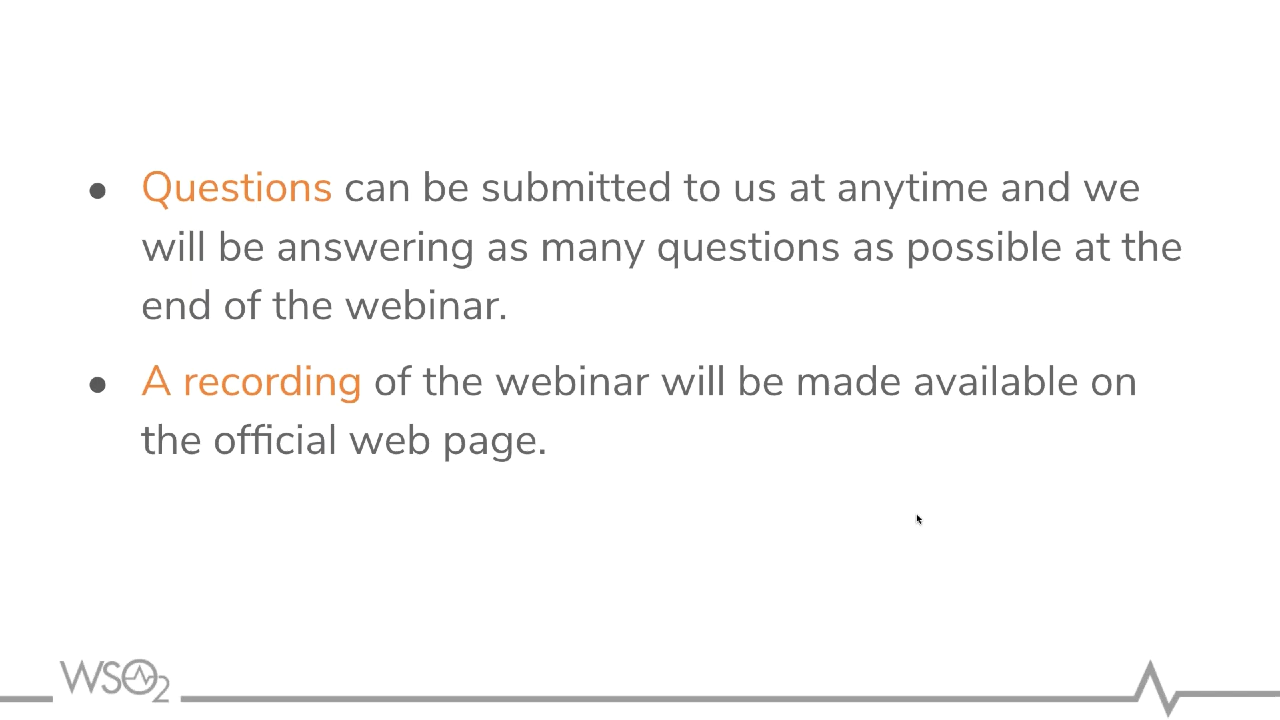 ● Questions can be submitted to us at anytime and we
will be answering as many questions as possible at the
end of the webinar.
● A recording of the webinar will be made available on
the official web page.
WSO2